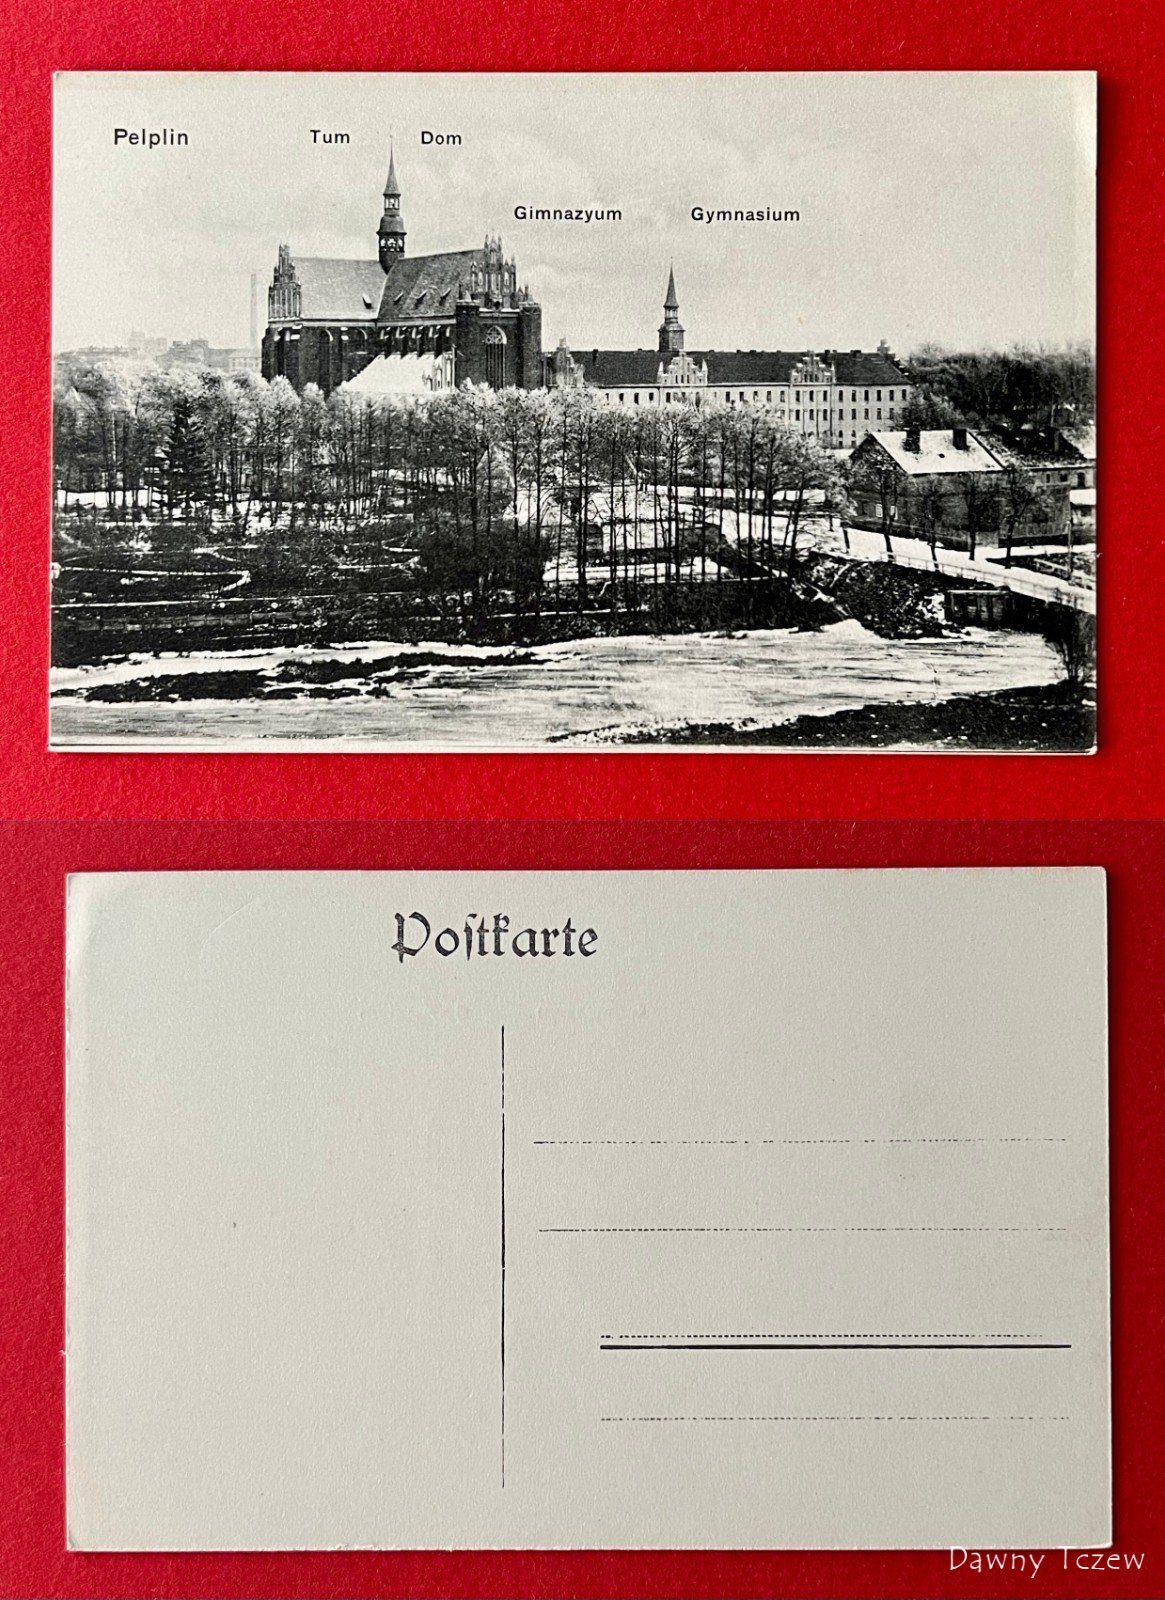 Pelplin Tum Dom
Gimnazyum Gymnasium
Poſtkarte
Dawny Tczew